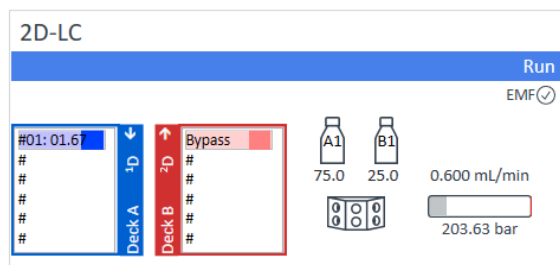 2D-LC
Run
EMF
#01: 01.67
#
#
#
#
#
¹D
Deck A
²D
Deck B
Bypass
#
#
#
#
#
A1
B1
75.0
25.0
0.600 mL/min
203.63 bar